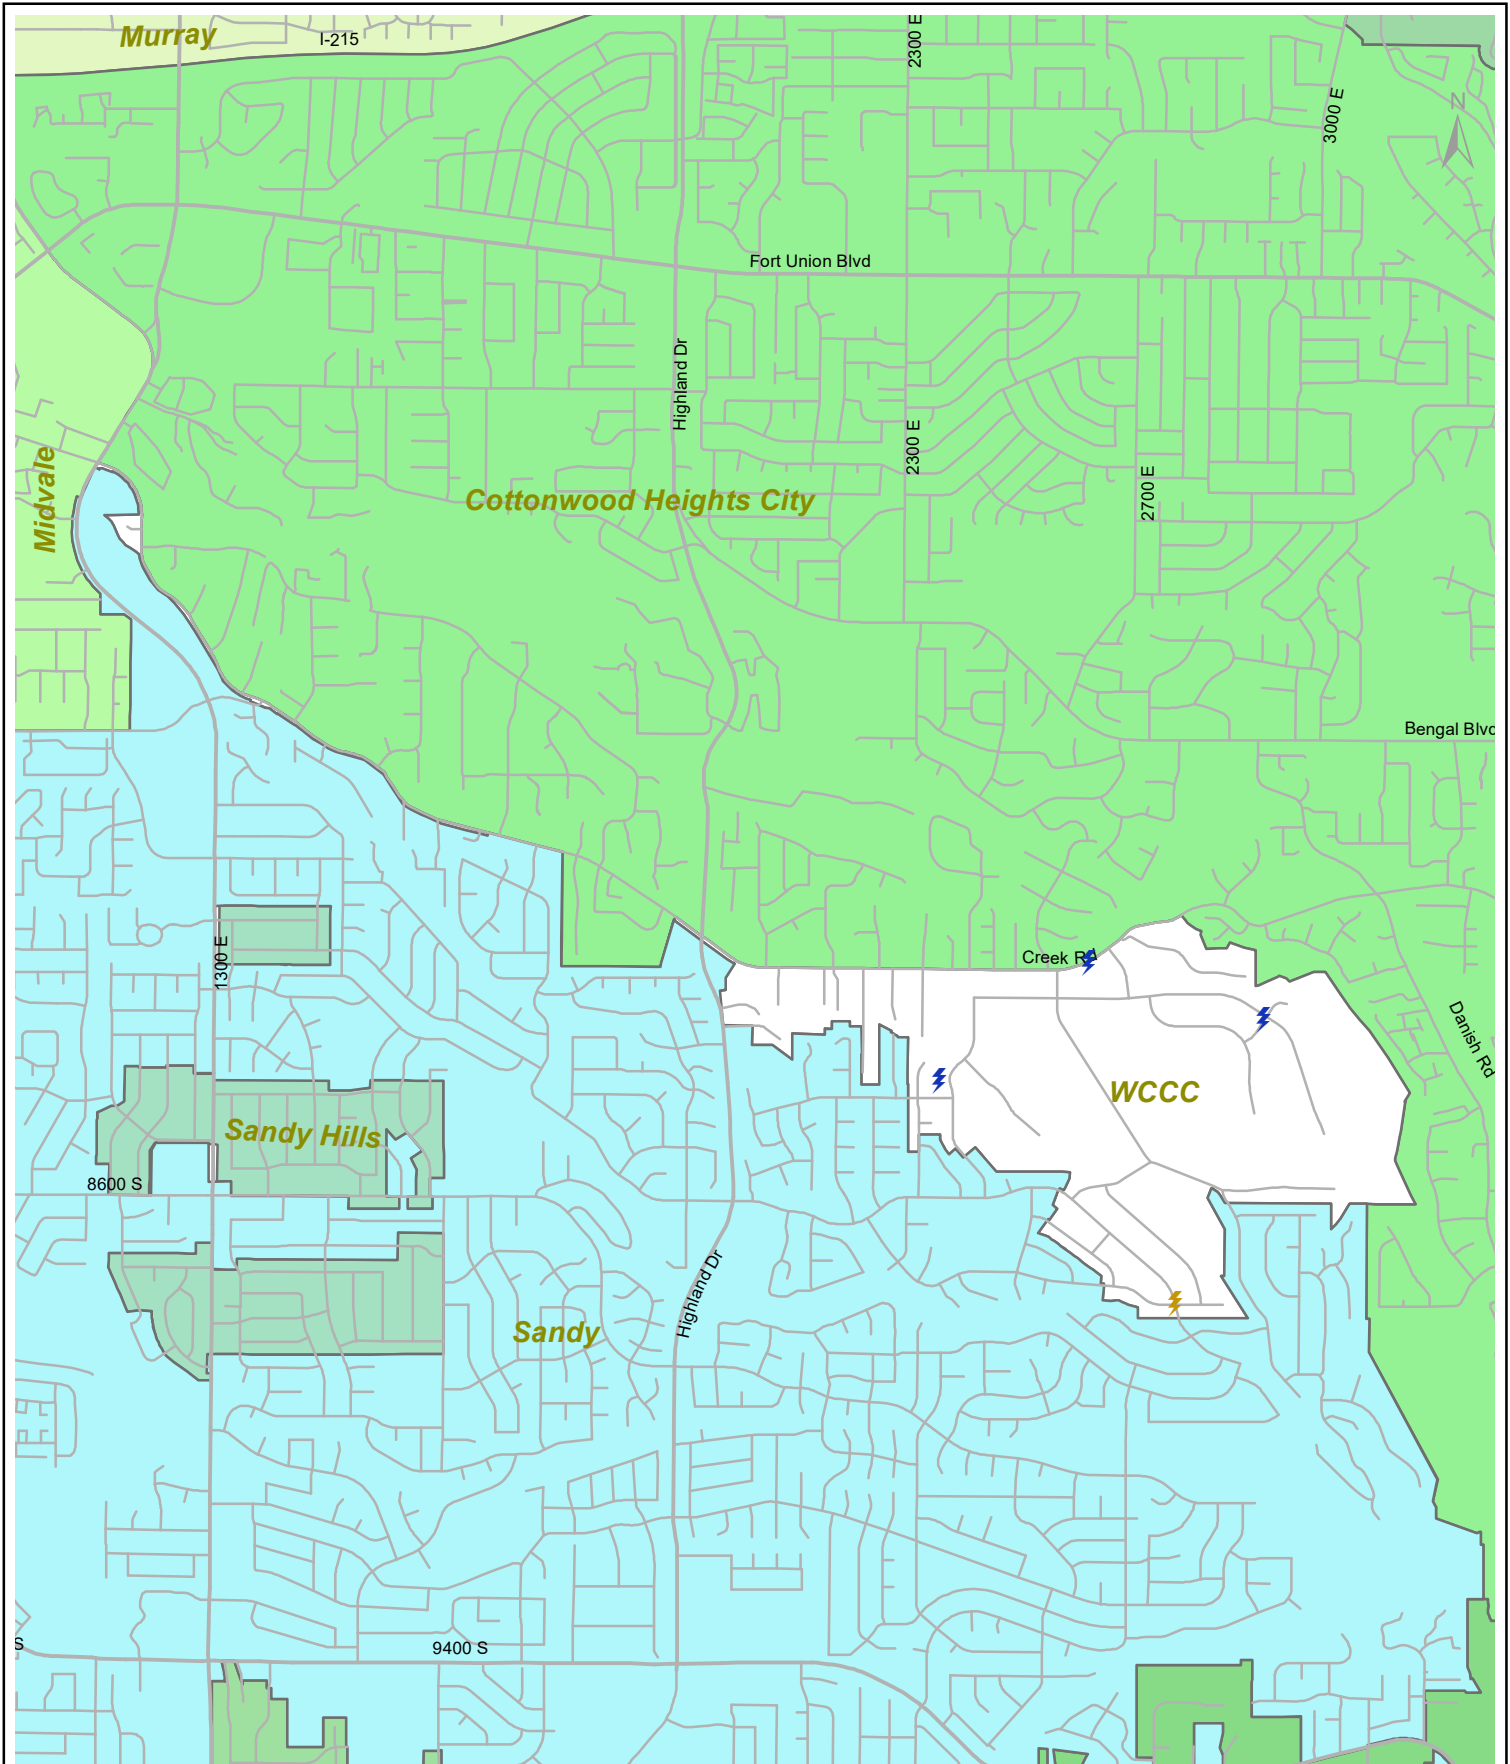 Murray
I-215
2300 E
3000 E
N
Fort Union Blvd
Highland Dr
2300 E
2700 E
Midvale
Cottonwood Heights City
Bengal Blvd
1300 E
Creek Rd
Danish Rd
WCCC
Sandy Hills
8600 S
Highland Dr
Sandy
S
9400 S